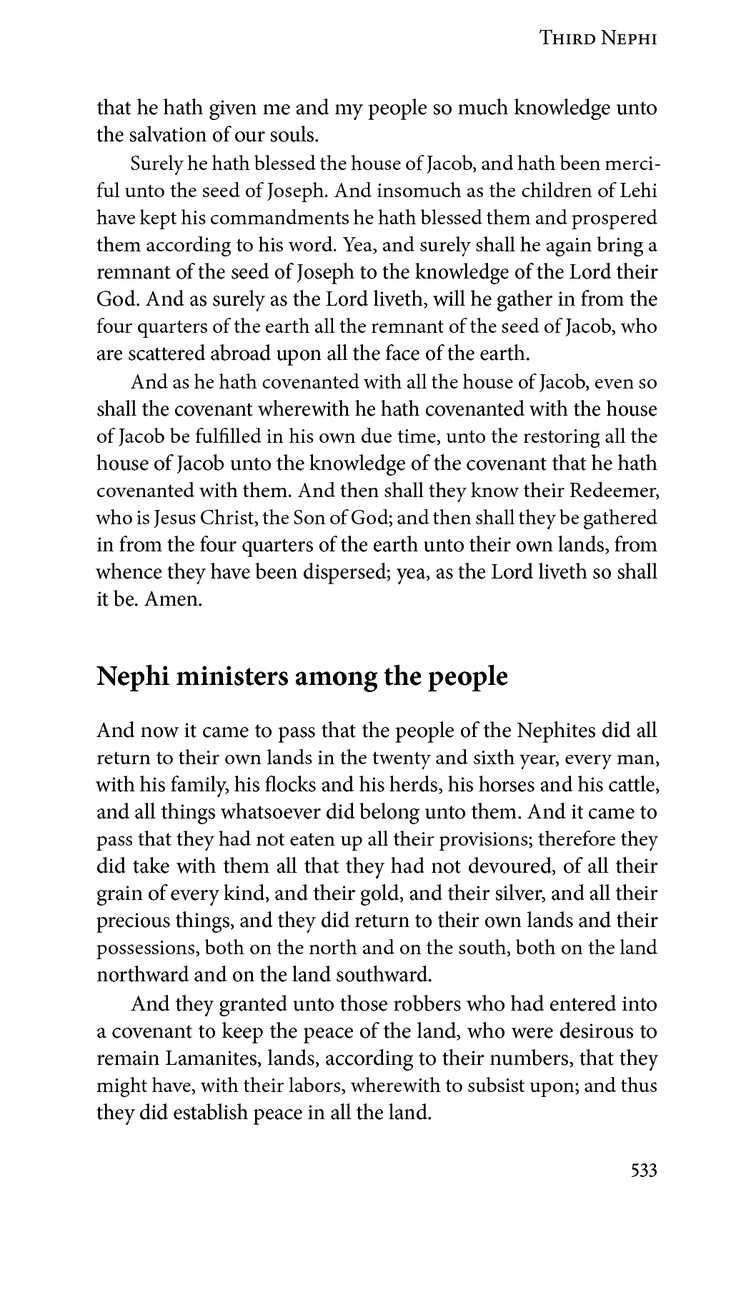 Third Nephi
that he hath given me and my people so much knowledge unto
the salvation of our souls.
Surely he hath blessed the house of Jacob, and hath been merci-
ful unto the seed of Joseph. And insomuch as the children of Lehi
have kept his commandments he hath blessed them and prospered
them according to his word. Yea, and surely shall he again bring a
remnant of the seed of Joseph to the knowledge of the Lord their
God. And as surely as the Lord liveth, will he gather in from the
four quarters of the earth all the remnant of the seed of Jacob, who
are scattered abroad upon all the face of the earth.
And as he hath covenanted with all the house of Jacob, even so
shall the covenant wherewith he hath covenanted with the house
of Jacob be fulfilled in his own due time, unto the restoring all the
house of Jacob unto the knowledge of the covenant that he hath
covenanted with them. And then shall they know their Redeemer,
who is Jesus Christ, the Son of God; and then shall they be gathered
in from the four quarters of the earth unto their own lands, from
whence they have been dispersed; yea, as the Lord liveth so shall
it be. Amen.
Nephi ministers among the people
And now it came to pass that the people of the Nephites did all
return to their own lands in the twenty and sixth year, every man,
with his family, his flocks and his herds, his horses and his cattle,
and all things whatsoever did belong unto them. And it came to
pass that they had not eaten up all their provisions; therefore they
did take with them all that they had not devoured, of all their
grain of every kind, and their gold, and their silver, and all their
precious things, and they did return to their own lands and their
possessions, both on the north and on the south, both on the land
northward and on the land southward.
And they granted unto those robbers who had entered into
a covenant to keep the peace of the land, who were desirous to
remain Lamanites, lands, according to their numbers, that they
might have, with their labors, wherewith to subsist upon; and thus
they did establish peace in all the land.
533